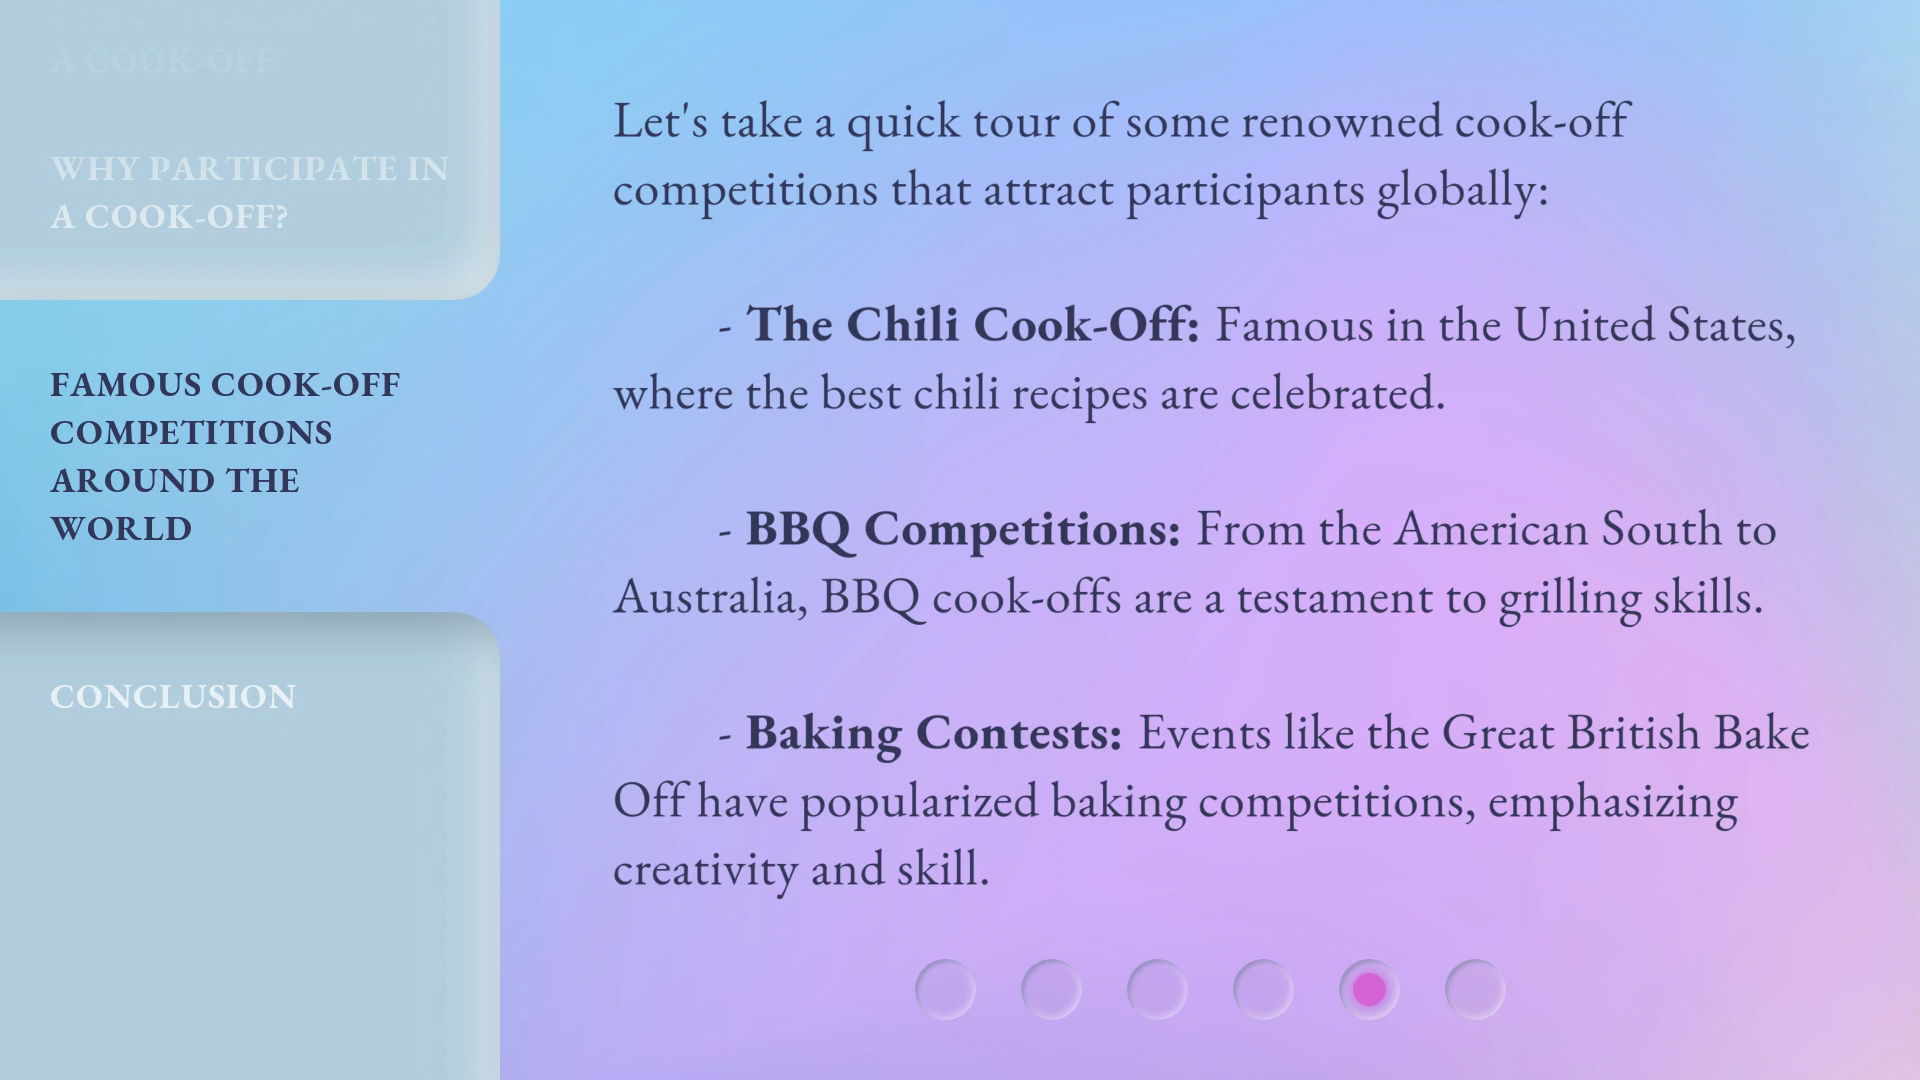 A COOK-OFF
WHY PARTICIPATE IN
A COOK-OFF?
FAMOUS COOK-OFF
COMPETITIONS
AROUND THE
WORLD
CONCLUSION
Let's take a quick tour of some renowned cook-off
competitions that attract participants globally:
- The Chili Cook-Off: Famous in the United States,
where the best chili recipes are celebrated.
- BBQ Competitions: From the American South to
Australia, BBQ cook-offs are a testament to grilling skills.
- Baking Contests: Events like the Great British Bake
Off have popularized baking competitions, emphasizing
creativity and skill.